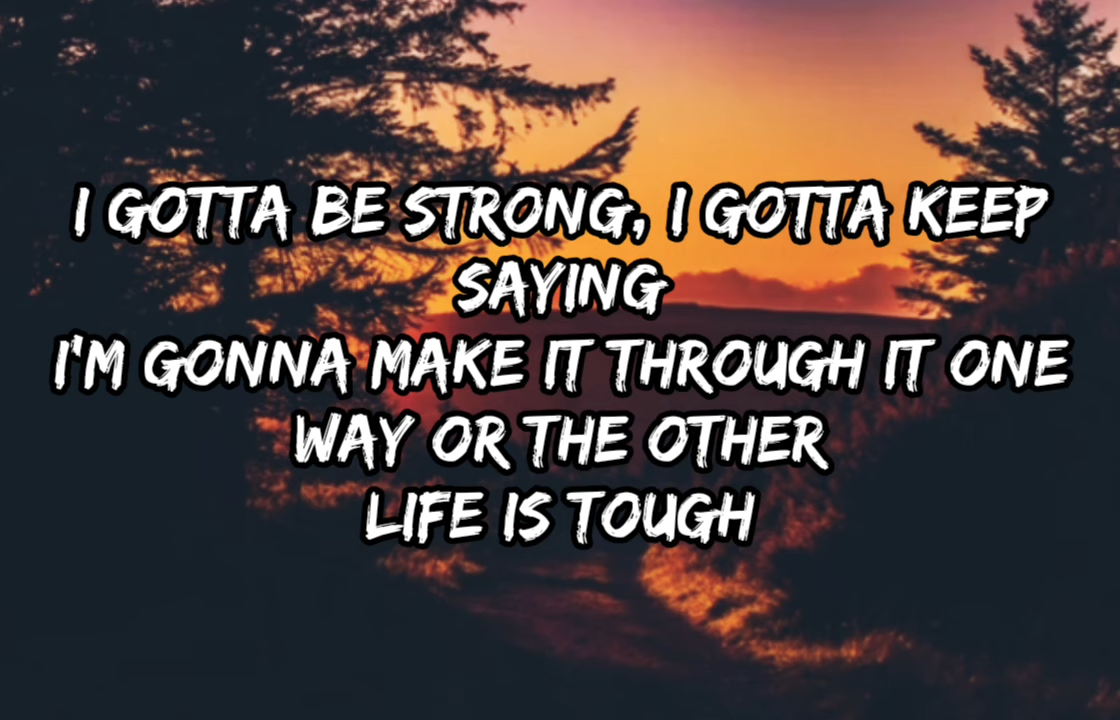 I GOTTA BE STRONG, I GOTTA KEEP
SAYING
I'M GONNA MAKE IT THROUGH IT ONE
WAY OR THE OTHER
LIFE IS TOUGH